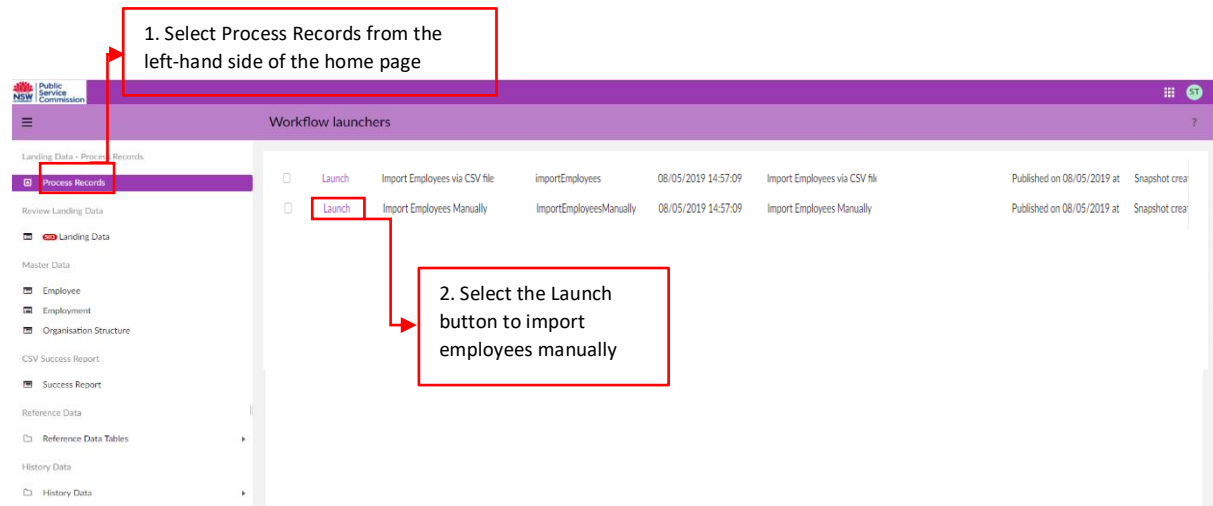 1. Select Process Records from the
left-hand side of the home page
NSW
Public
Service
Commission
ST
Workflow launchers
?
Landing Data - Process Records
Process Records
Launch Import Employees via CSV file importEmployees 08/05/2019 14:57:09 Import Employees via CSV file Published on 08/05/2019 at Snapshot crea
Review Landing Data
Launch Import Employees Manually ImportEmployeesManually 08/05/2019 14:57:09 Import Employees Manually Published on 08/05/2019 at Snapshot crea
Landing Data
Master Data
Employee
Employment
Organisation Structure
2. Select the Launch
button to import
employees manually
CSV Success Report
Success Report
Reference Data
Reference Data Tables
History Data
History Data